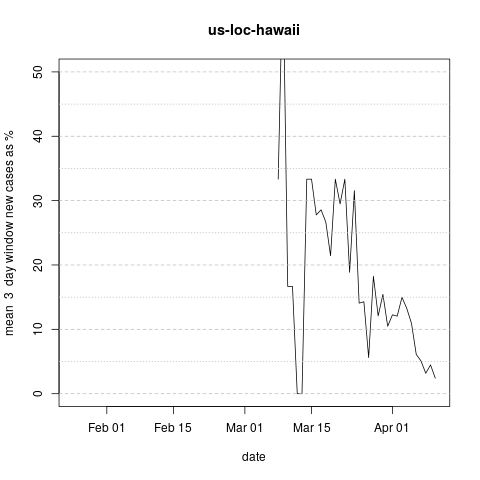 us-loc-hawaii
mean 3 day window new cases as %
50
40
30
20
10
0
Feb 01
Feb 15
Mar 01
Mar 15
Apr 01
date